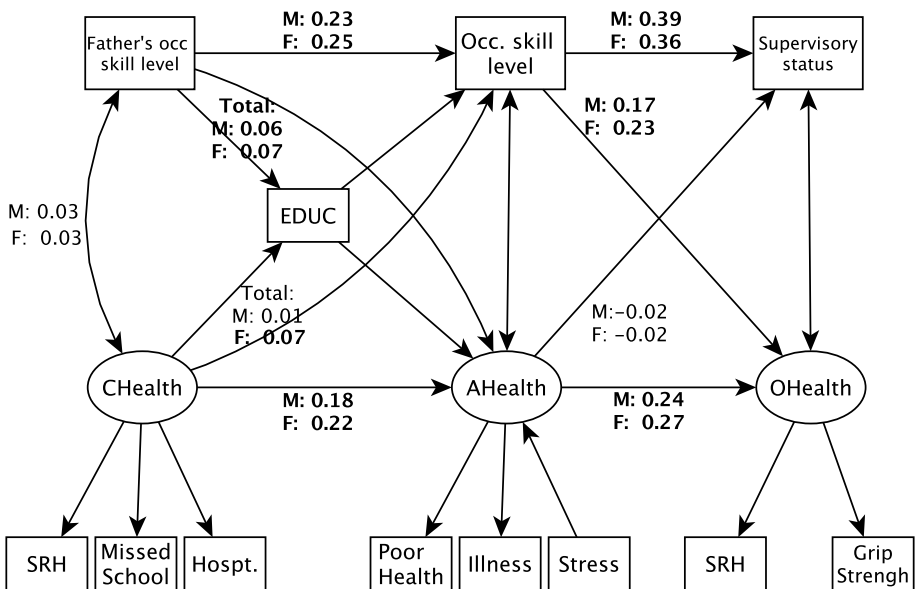 Father's occ
skill level
M: 0.23
F: 0.25
Occ. skill
level
M: 0.39
F: 0.36
Supervisory
status
Total:
M: 0.06
F: 0.07
M: 0.17
F: 0.23
EDUC
M: 0.03
F: 0.03
Total:
M: 0.01
F: 0.07
M:-0.02
F: -0.02
CHealth
M: 0.18
F: 0.22
AHealth
M: 0.24
F: 0.27
OHealth
SRH
Missed
School
Hospt.
Poor
Health
Illness
Stress
SRH
Grip
Strengh